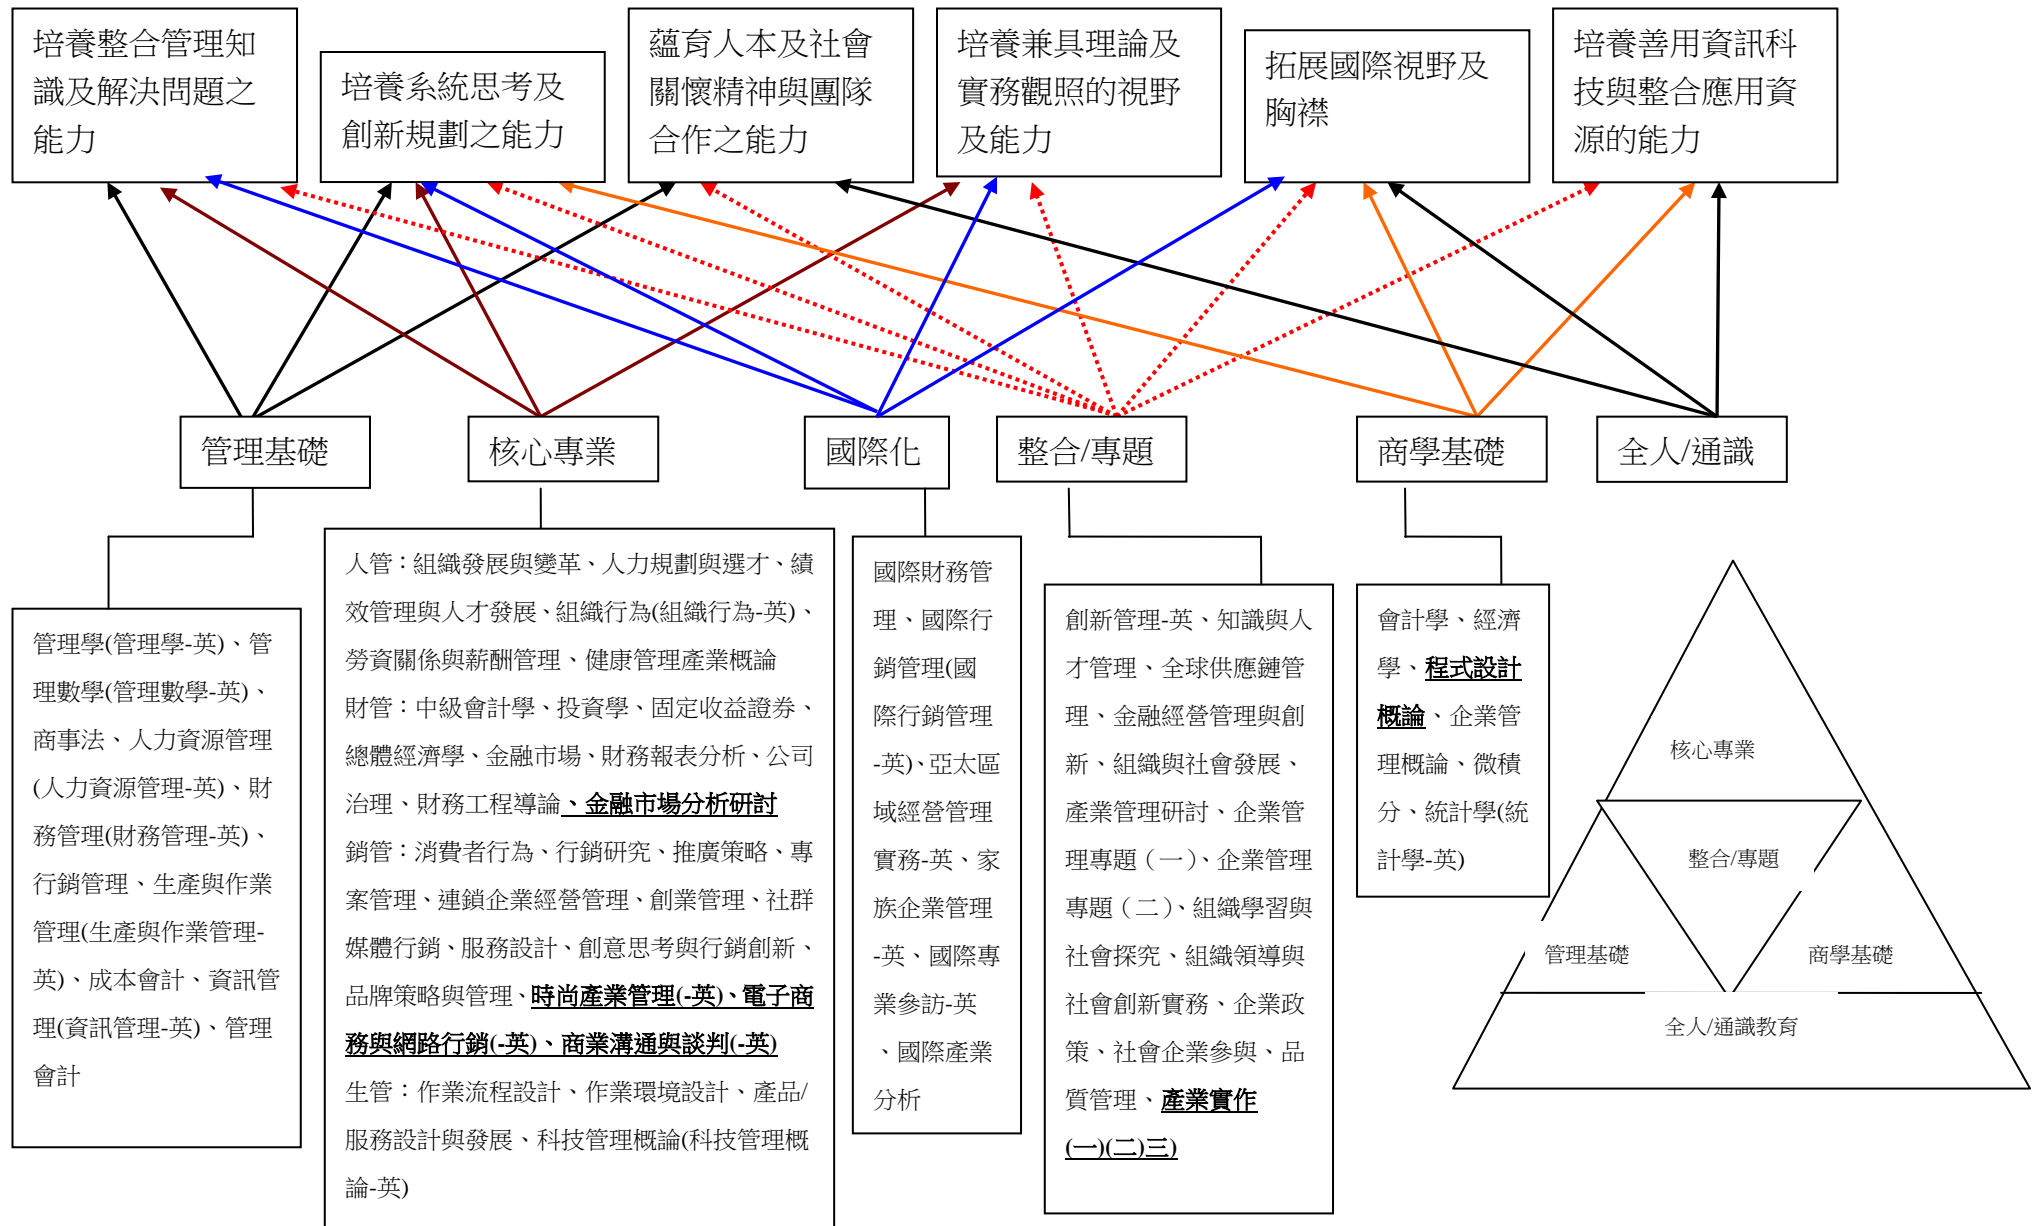 培養整合管理知
識及解決問題之
能力
培養系統思考及
創新規劃之能力
蘊育人本及社會
關懷精神與團隊
合作之能力
培養兼具理論及
實務觀照的視野
及能力
拓展國際視野及
胸襟
培養善用資訊科
技與整合應用資
源的能力
管理基礎
核心專業
國際化
整合/專題
商學基礎
全人/通識
管理學(管理學-英)、管
理數學(管理數學-英)、
商事法、人力資源管理
(人力資源管理-英)、財
務管理(財務管理-英)、
行銷管理、生產與作業
管理(生產與作業管理-
英)、成本會計、資訊管
理(資訊管理-英)、管理
會計
人管：組織發展與變革、人力規劃與選才、績
效管理與人才發展、組織行為(組織行為-英)、
勞資關係與薪酬管理、健康管理產業概論
財管：中級會計學、投資學、固定收益證券、
總體經濟學、金融市場、財務報表分析、公司
治理、財務工程導論、金融市場分析研討
銷管：消費者行為、行銷研究、推廣策略、專
案管理、連鎖企業經營管理、創業管理、社群
媒體行銷、服務設計、創意思考與行銷創新、
品牌策略與管理、時尚產業管理(-英)、電子商
務與網路行銷(-英)、商業溝通與談判(-英)
生管：作業流程設計、作業環境設計、產品/
服務設計與發展、科技管理概論(科技管理概
論-英)
國際財務管
理、國際行
銷管理(國
際行銷管理
-英)、亞太區
域經營管理
實務-英、家
族企業管理
-英、國際專
業參訪-英
、國際產業
分析
創新管理-英、知識與人
才管理、全球供應鏈管
理、金融經營管理與創
新、組織與社會發展、
產業管理研討、企業管
理專題（一）、企業管理
專題（二）、組織學習與
社會探究、組織領導與
社會創新實務、企業政
策、社會企業參與、品
質管理、產業實作
(一)(二)三)
會計學、經濟
學、程式設計
概論、企業管
理概論、微積
分、統計學(統
計學-英)
核心專業
整合/專題
管理基礎
商學基礎
全人/通識教育